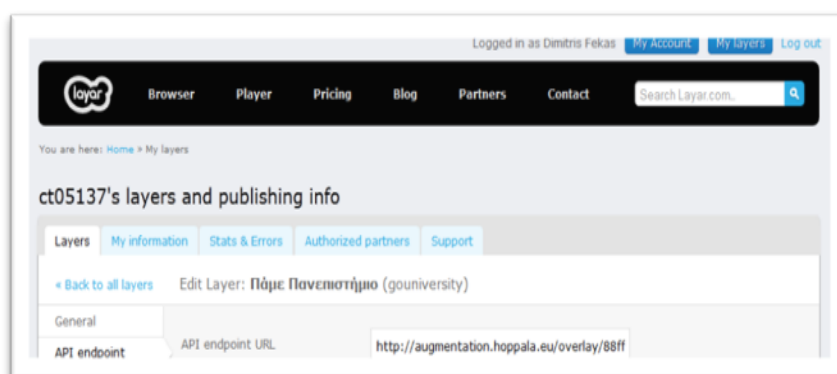 Logged in as Dimitris Fekas My Account My layers Log out
layar Browser Player Pricing Blog Partners Contact Search Layar.com..
You are here: Home > My layers
ct05137's layers and publishing info
Layers My information Stats & Errors Authorized partners Support
« Back to all layers Edit Layer: Πάμε Πανεπιστήμιο (gouniversity)
General
API endpoint API endpoint URL http://augmentation.hoppala.eu/overlay/88ff